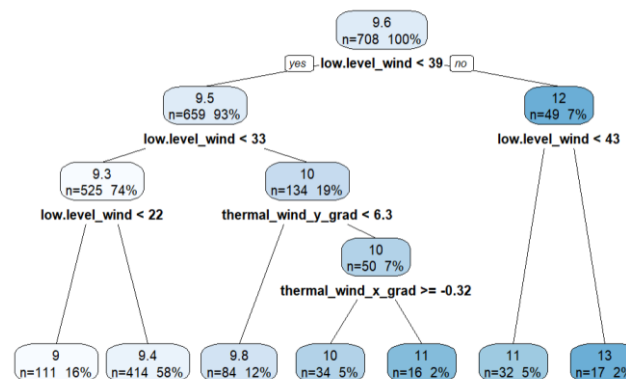 9.6
n=708 100%
yes low.level_wind < 39 no
9.5
n=659 93%
low.level_wind < 33
12
n=49 7%
low.level_wind < 43
9.3
n=525 74%
low.level_wind < 22
10
n=134 19%
thermal_wind_y_grad < 6.3
10
n=50 7%
thermal_wind_x_grad >= -0.32
9
n=111 16%
9.4
n=414 58%
9.8
n=84 12%
10
n=34 5%
11
n=16 2%
11
n=32 5%
13
n=17 2%